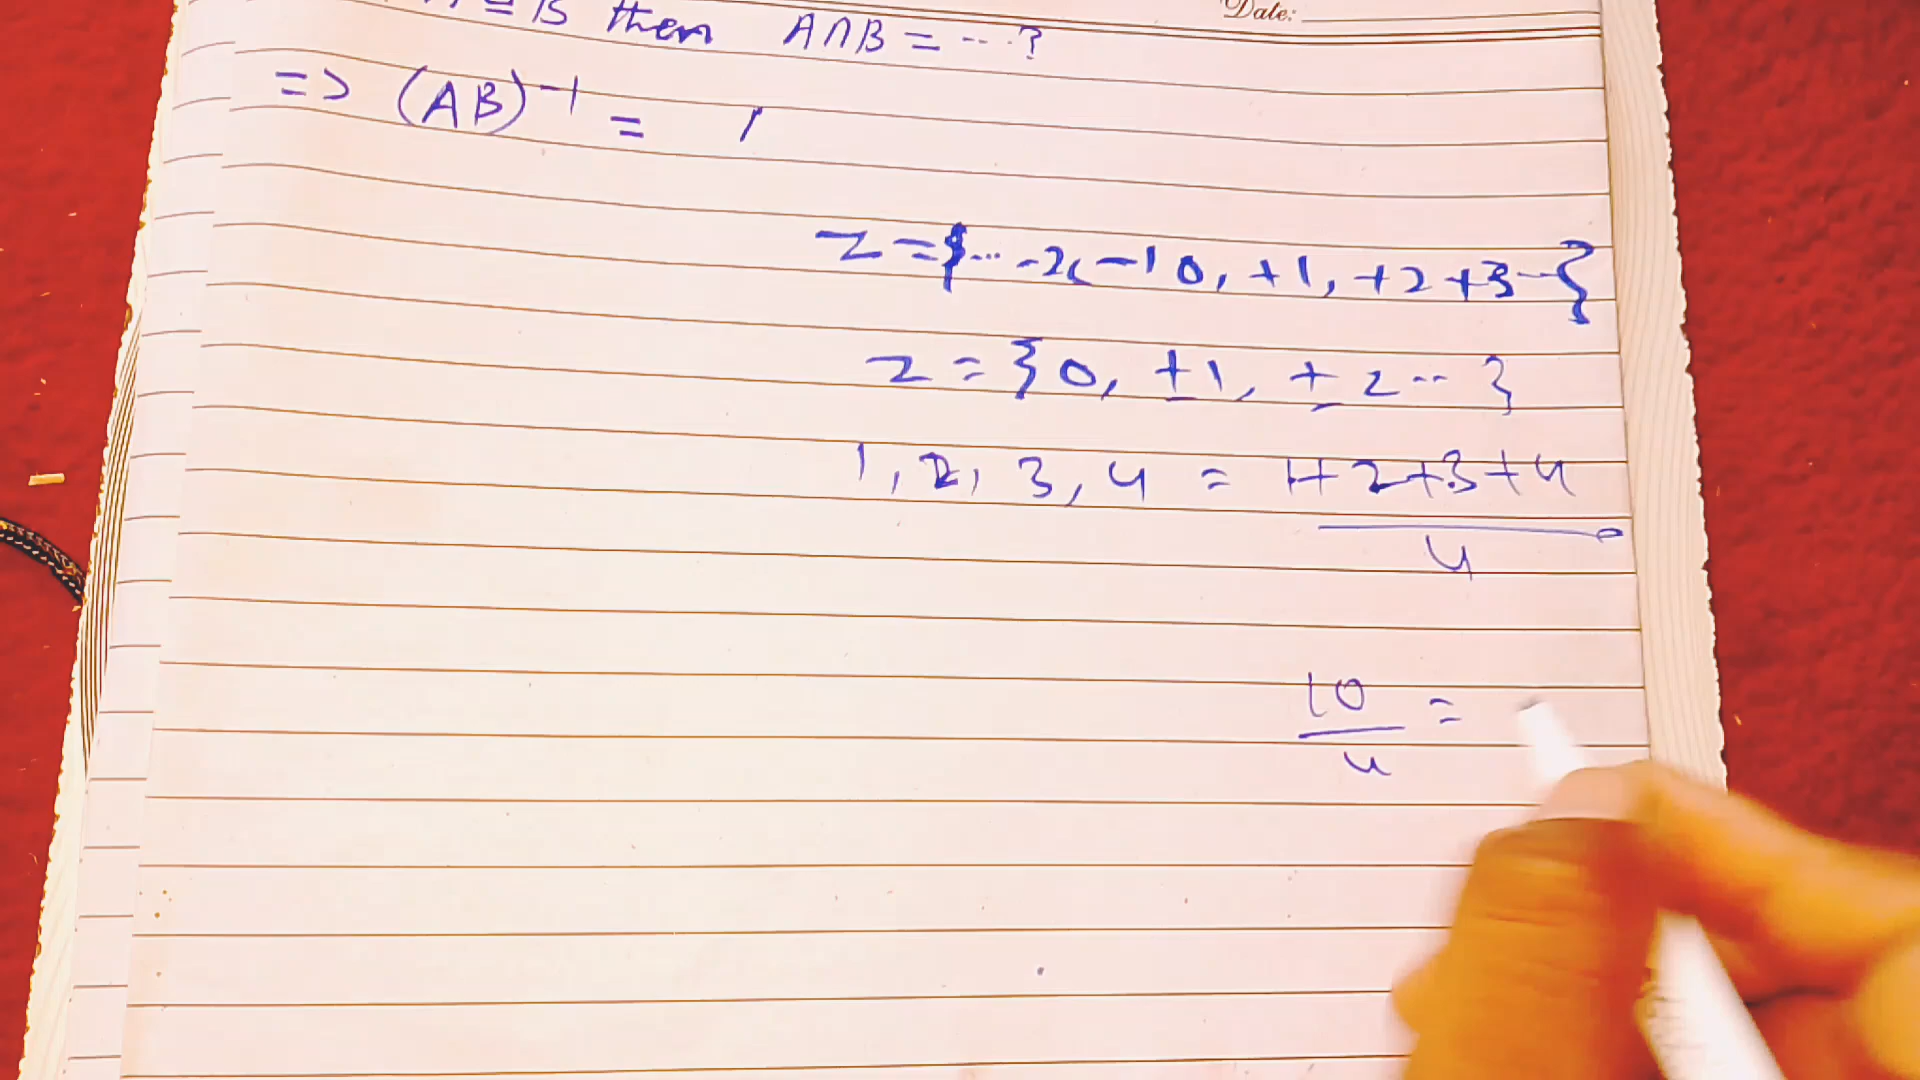 Date:
= B then A∩B = --- ?
=> (AB)⁻¹ =
Z = {... -2, -1 0, +1, +2 +3 --}
Z = {0, ±1, ± 2 -- }
1, 2, 3, 4 = 1+2+3+4
4
10
=
4